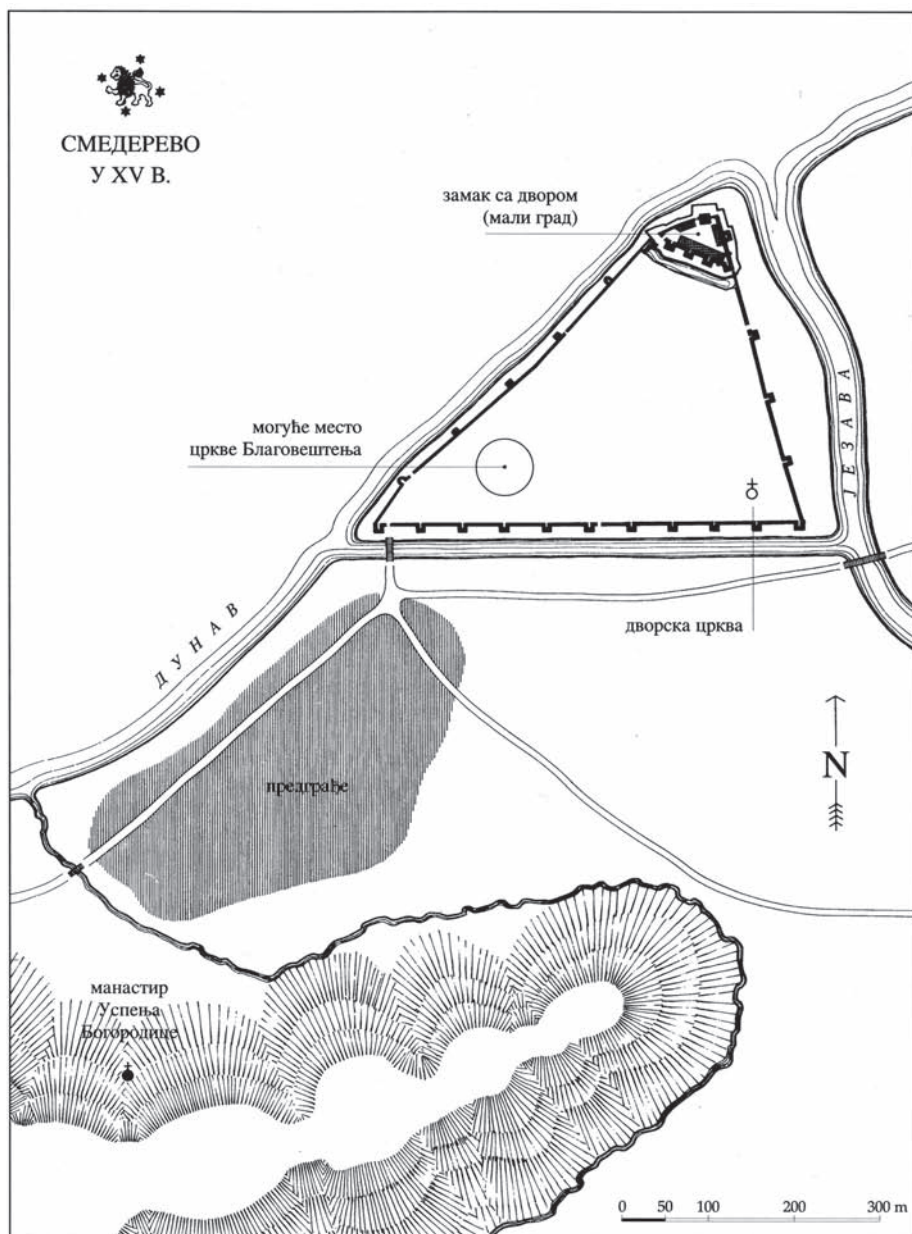 СМЕДЕРЕВО
У XV В.
замак са двором
(мали град)
могуће место
цркве Благовештења
ЈЕЗАВА
дворска црква
ДУНАВ
N
предграђе
манастир
Успења
Богородице
0 50 100 200 300 m